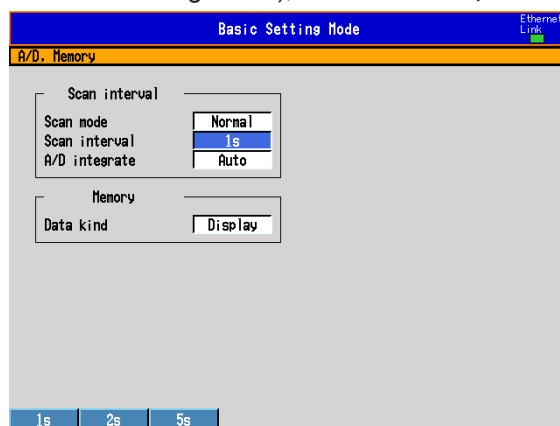 Basic Setting Mode
Ethernet
Link
A/D, Memory
Scan interval
Scan mode Normal
Scan interval 1s
A/D integrate Auto
Memory
Data kind Display
1s 2s 5s